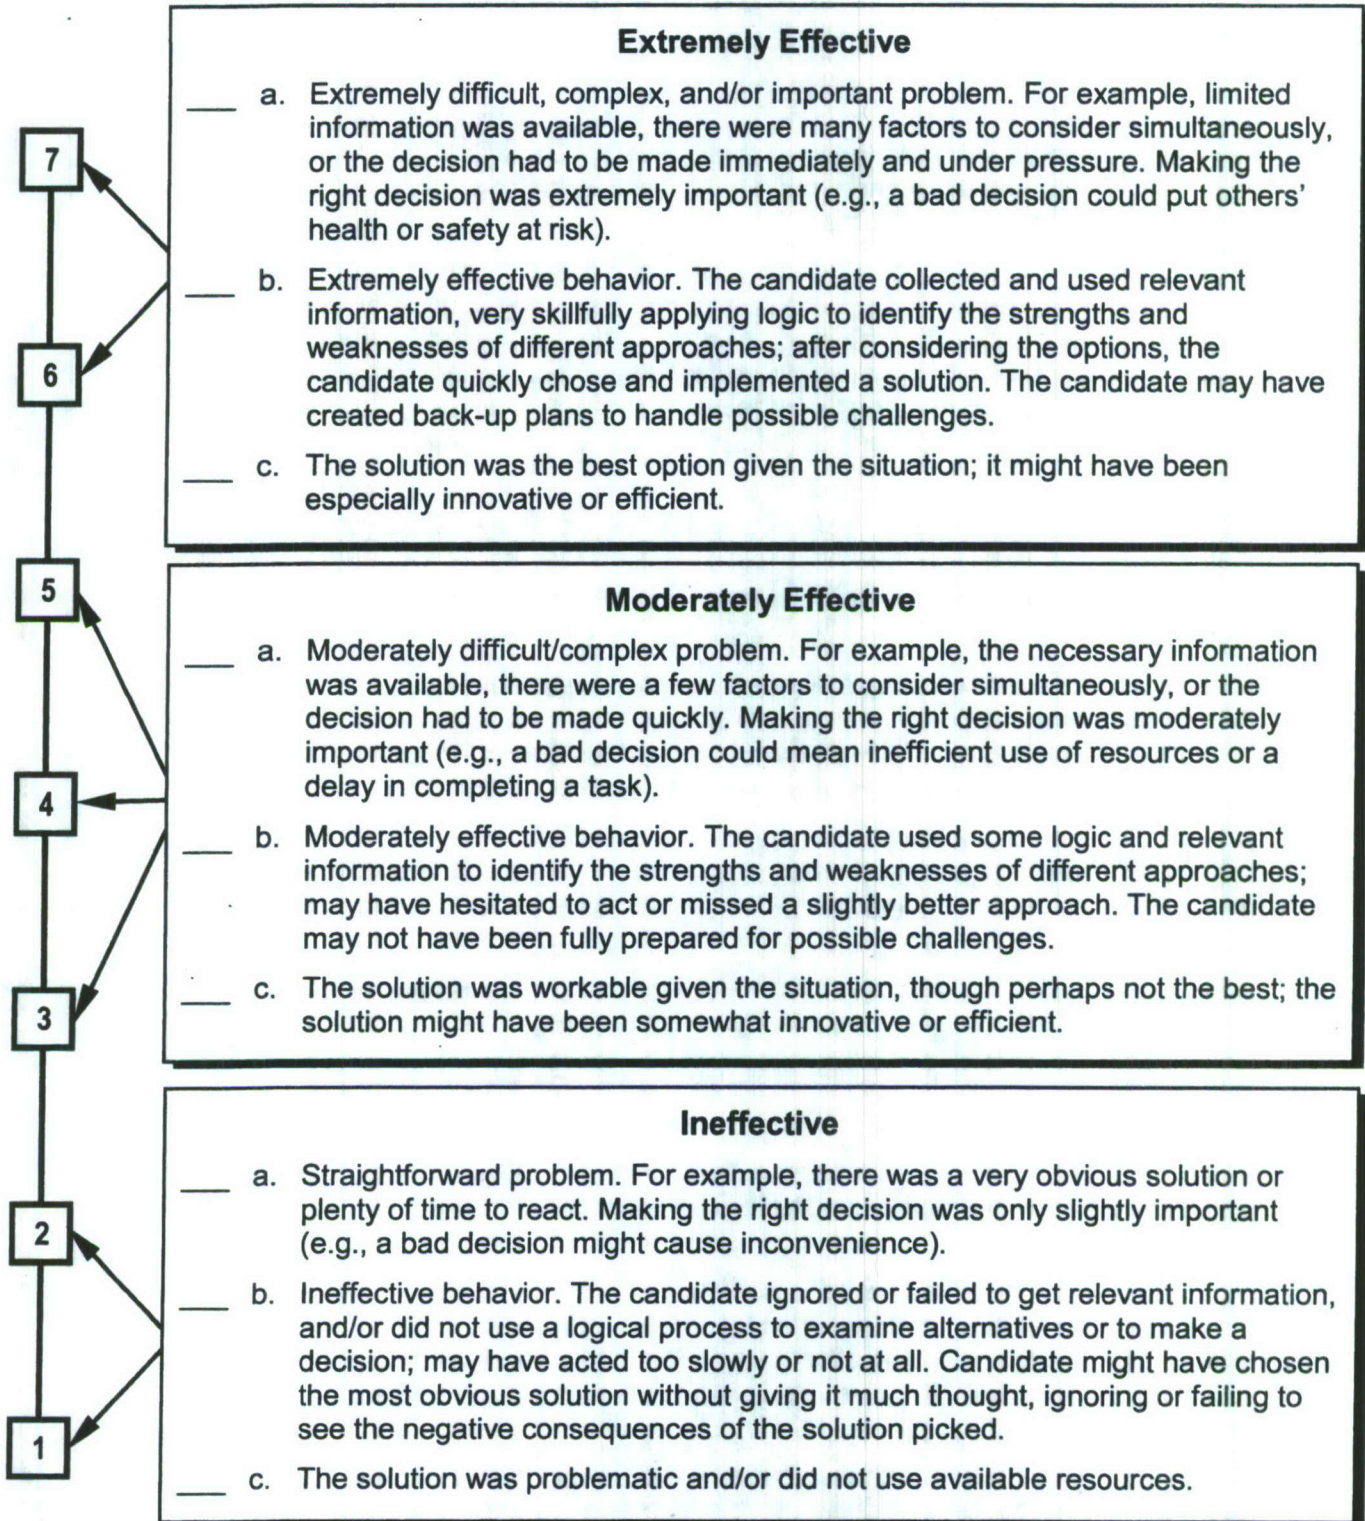 Extremely Effective
___ a. Extremely difficult, complex, and/or important problem. For example, limited
information was available, there were many factors to consider simultaneously,
or the decision had to be made immediately and under pressure. Making the
right decision was extremely important (e.g., a bad decision could put others'
health or safety at risk).
___ b. Extremely effective behavior. The candidate collected and used relevant
information, very skillfully applying logic to identify the strengths and
weaknesses of different approaches; after considering the options, the
candidate quickly chose and implemented a solution. The candidate may have
created back-up plans to handle possible challenges.
___ c. The solution was the best option given the situation; it might have been
especially innovative or efficient.
7
6
Moderately Effective
___ a. Moderately difficult/complex problem. For example, the necessary information
was available, there were a few factors to consider simultaneously, or the
decision had to be made quickly. Making the right decision was moderately
important (e.g., a bad decision could mean inefficient use of resources or a
delay in completing a task).
___ b. Moderately effective behavior. The candidate used some logic and relevant
information to identify the strengths and weaknesses of different approaches;
may have hesitated to act or missed a slightly better approach. The candidate
may not have been fully prepared for possible challenges.
___ c. The solution was workable given the situation, though perhaps not the best; the
solution might have been somewhat innovative or efficient.
5
4
3
Ineffective
___ a. Straightforward problem. For example, there was a very obvious solution or
plenty of time to react. Making the right decision was only slightly important
(e.g., a bad decision might cause inconvenience).
___ b. Ineffective behavior. The candidate ignored or failed to get relevant information,
and/or did not use a logical process to examine alternatives or to make a
decision; may have acted too slowly or not at all. Candidate might have chosen
the most obvious solution without giving it much thought, ignoring or failing to
see the negative consequences of the solution picked.
___ c. The solution was problematic and/or did not use available resources.
2
1